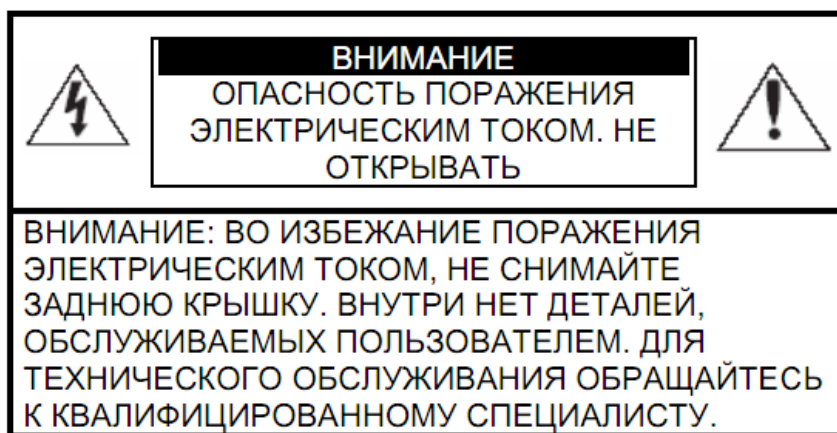 ВНИМАНИЕ
ОПАСНОСТЬ ПОРАЖЕНИЯ
ЭЛЕКТРИЧЕСКИМ ТОКОМ. НЕ
ОТКРЫВАТЬ
ВНИМАНИЕ: ВО ИЗБЕЖАНИЕ ПОРАЖЕНИЯ
ЭЛЕКТРИЧЕСКИМ ТОКОМ, НЕ СНИМАЙТЕ
ЗАДНЮЮ КРЫШКУ. ВНУТРИ НЕТ ДЕТАЛЕЙ,
ОБСЛУЖИВАЕМЫХ ПОЛЬЗОВАТЕЛЕМ. ДЛЯ
ТЕХНИЧЕСКОГО ОБСЛУЖИВАНИЯ ОБРАЩАЙТЕСЬ
К КВАЛИФИЦИРОВАННОМУ СПЕЦИАЛИСТУ.